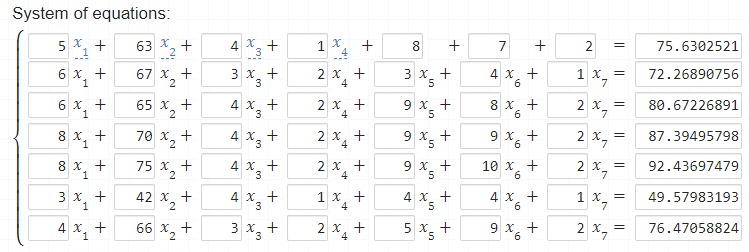 System of equations:
5 x₁ + 63 x₂ + 4 x₃ + 1 x₄ + 8 + 7 + 2 = 75.6302521
6 x₁ + 67 x₂ + 3 x₃ + 2 x₄ + 3 x₅ + 4 x₆ + 1 x₇ = 72.26890756
6 x₁ + 65 x₂ + 4 x₃ + 2 x₄ + 9 x₅ + 8 x₆ + 2 x₇ = 80.67226891
8 x₁ + 70 x₂ + 4 x₃ + 2 x₄ + 9 x₅ + 9 x₆ + 2 x₇ = 87.39495798
8 x₁ + 75 x₂ + 4 x₃ + 2 x₄ + 9 x₅ + 10 x₆ + 2 x₇ = 92.43697479
3 x₁ + 42 x₂ + 4 x₃ + 1 x₄ + 4 x₅ + 4 x₆ + 1 x₇ = 49.57983193
4 x₁ + 66 x₂ + 3 x₃ + 2 x₄ + 5 x₅ + 9 x₆ + 2 x₇ = 76.47058824